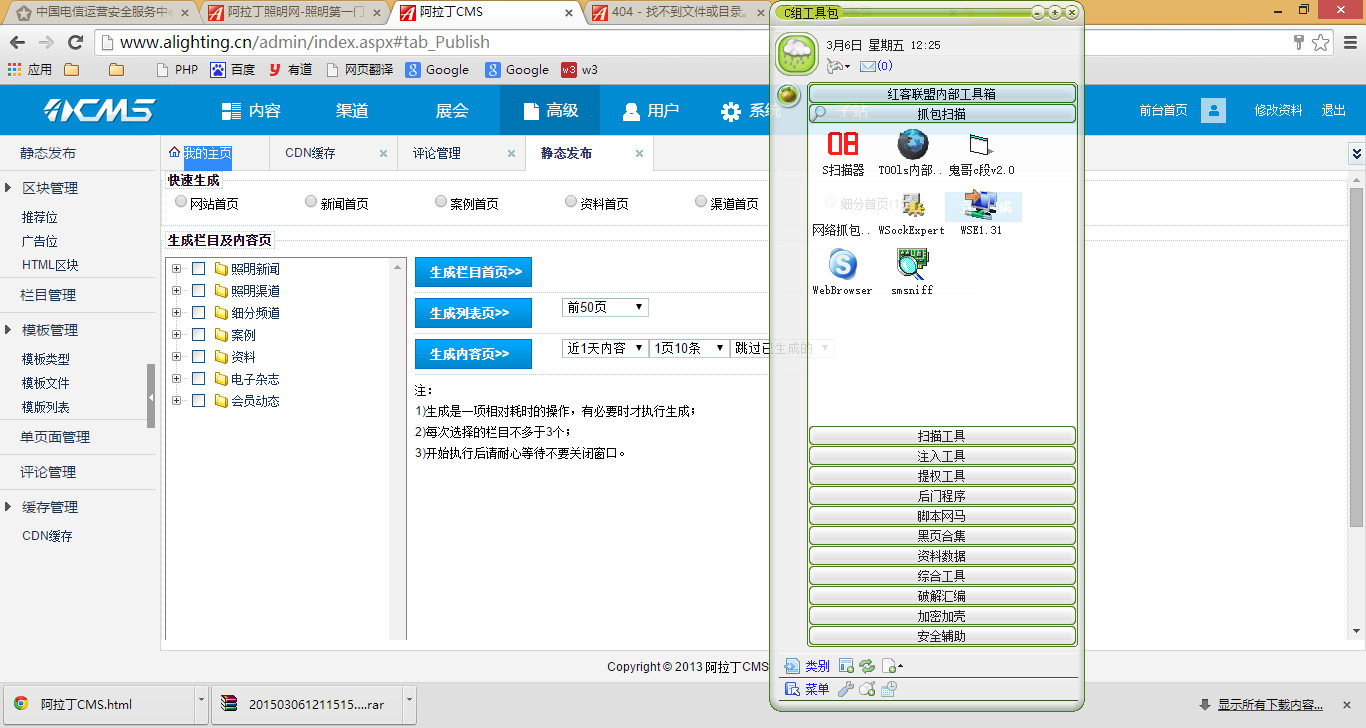 中国电信运营安全服务中心
阿拉丁照明网-照明第一门
阿拉丁CMS
404 - 找不到文件或目录。
C组工具包
www.alighting.cn/admin/index.aspx#tab_Publish
3月6日 星期五 12:25
(0)
应用
PHP
百度
有道
网页翻译
Google
Google
w3
CMS
内容
渠道
展会
高级
用户
系统
子站
前台首页
修改资料
退出
红客联盟内部工具箱
抓包扫描
静态发布
我的主页
CDN缓存
评论管理
静态发布
区块管理
推荐位
广告位
HTML区块
栏目管理
模板管理
模板类型
模板文件
模版列表
单页面管理
评论管理
缓存管理
CDN缓存
快速生成
网站首页
新闻首页
案例首页
资料首页
渠道首页
生成栏目及内容页
照明新闻
照明渠道
细分频道
案例
资料
电子杂志
会员动态
生成栏目首页>>
生成列表页>>
前50页
生成内容页>>
近1天内容
1页10条
跳过已生成的
注：
1)生成是一项相对耗时的操作，有必要时才执行生成；
2)每次选择的栏目不多于3个；
3)开始执行后请耐心等待不要关闭窗口。
08
S扫描器
T00ls内部..
鬼哥c段v2.0
细分首页
网络抓包..
WSockExpert
WSE1.31
WebBrowser
smsniff
扫描工具
注入工具
提权工具
后门程序
脚本网马
黑页合集
资料数据
综合工具
破解汇编
加密加壳
安全辅助
类别
菜单
Copyright © 2013 阿拉丁CMS
阿拉丁CMS.html
201503061211515....rar
显示所有下载内容...